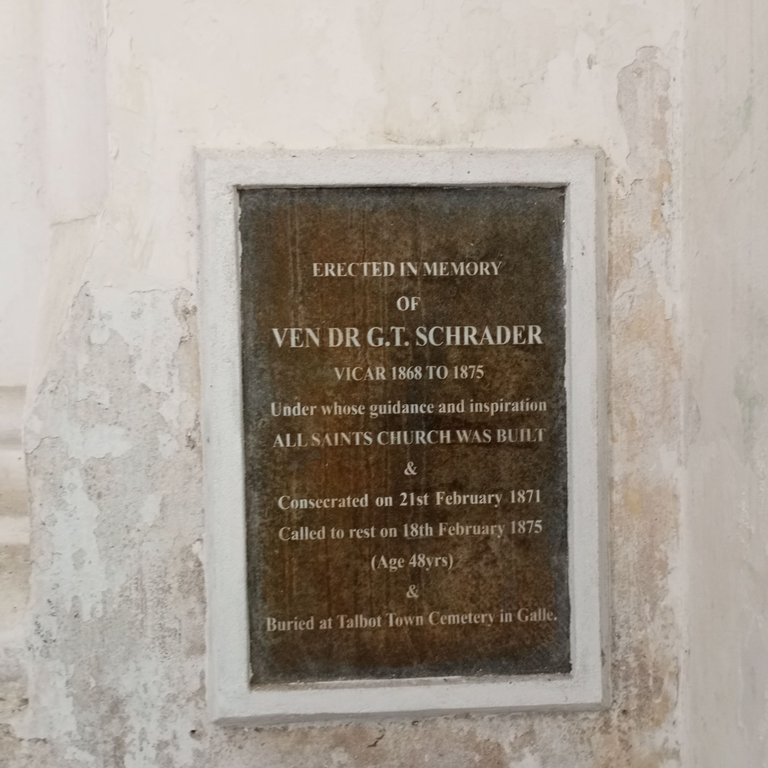 ERECTED IN MEMORY
OF
VEN DR G.T. SCHRADER
VICAR 1868 TO 1875
Under whose guidance and inspiration
ALL SAINTS CHURCH WAS BUILT
&
Consecrated on 21st February 1871
Called to rest on 18th February 1875
(Age 48yrs)
&
Buried at Talbot Town Cemetery in Galle.